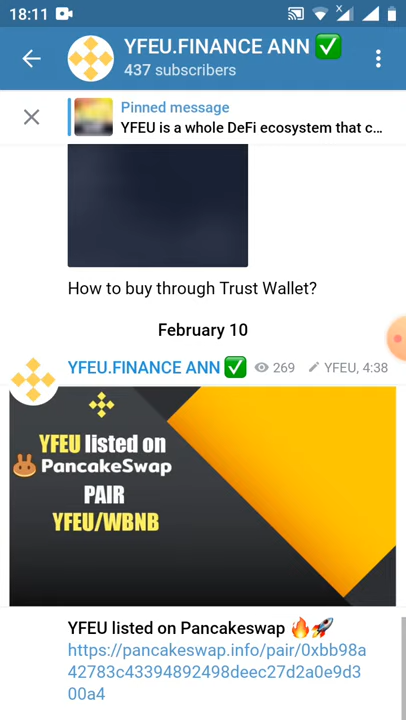 18:11
YFEU.FINANCE ANN ✅
437 subscribers
Pinned message
YFEU is a whole DeFi ecosystem that c...
How to buy through Trust Wallet?
February 10
YFEU.FINANCE ANN ✅ 269 YFEU, 4:38
YFEU listed on
PancakeSwap
PAIR
YFEU/WBNB
YFEU listed on Pancakeswap 🔥🚀
https://pancakeswap.info/pair/0xbb98a
42783c43394892498deec27d2a0e9d3
00a4